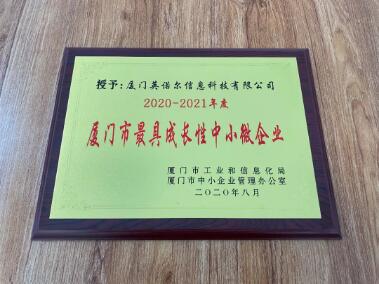 授予:厦门英诺尔信息科技有限公司
2020-2021年度
厦门市最具成长性中小微企业
厦门市工业和信息化局
厦门市中小企业管理办公室
二〇二〇年八月